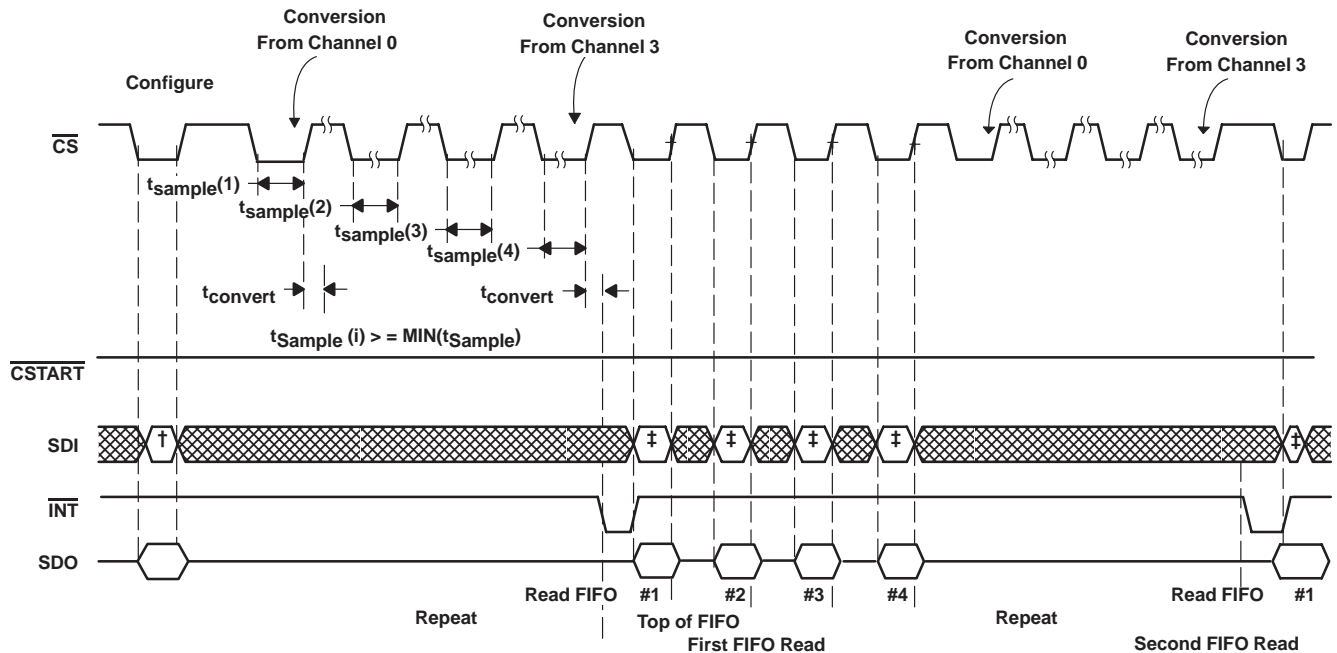 Conversion
From Channel 0
Conversion
From Channel 3
Conversion
From Channel 0
Conversion
From Channel 3
Configure
CS
tsample(1)
tsample(2)
tsample(3)
tsample(4)
tconvert
tconvert
tSample (i) > = MIN(tSample)
CSTART
SDI
†
‡
‡
‡
‡
‡
INT
SDO
Read FIFO
#1
#2
#3
#4
Read FIFO
#1
Repeat
Top of FIFO
Repeat
First FIFO Read
Second FIFO Read